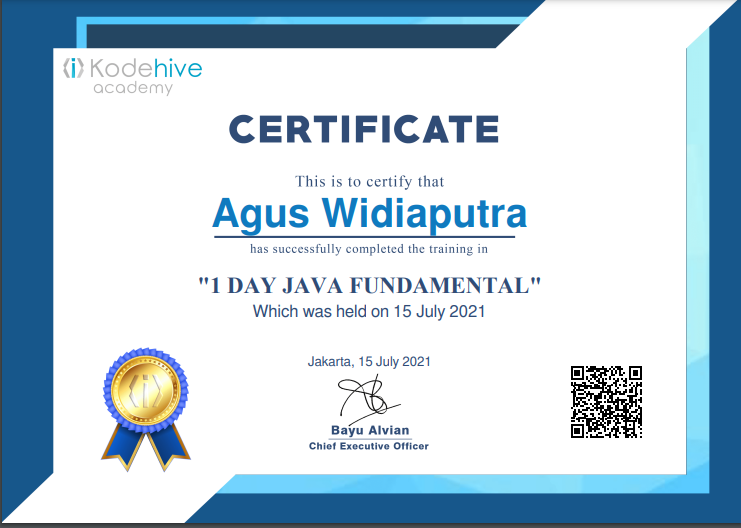 {i} Kodehive
academy
CERTIFICATE
This is to certify that
Agus Widiaputra
has successfully completed the training in
"1 DAY JAVA FUNDAMENTAL"
Which was held on 15 July 2021
Jakarta, 15 July 2021
Bayu Alvian
Chief Executive Officer
{i}